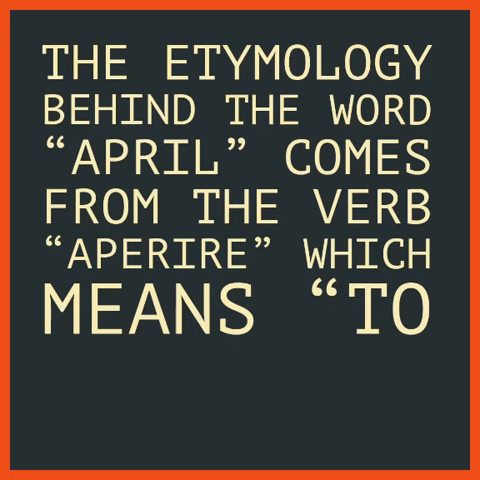 THE ETYMOLOGY
BEHIND THE WORD
“APRIL” COMES
FROM THE VERB
“APERIRE” WHICH
MEANS “TO